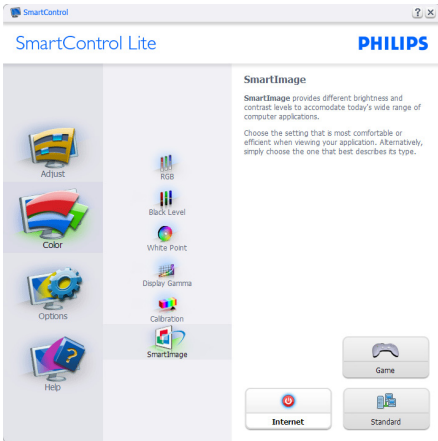 SmartControl
SmartControl Lite
PHILIPS
Adjust
Color
Options
Help
RGB
Black Level
White Point
Display Gamma
Calibration
SmartImage
SmartImage
SmartImage provides different brightness and
contrast levels to accomodate today's wide range of
computer applications.
Choose the setting that is most comfortable or
efficient when viewing your application. Alternatively,
simply choose the one that best describes its type.
Game
Internet
Standard